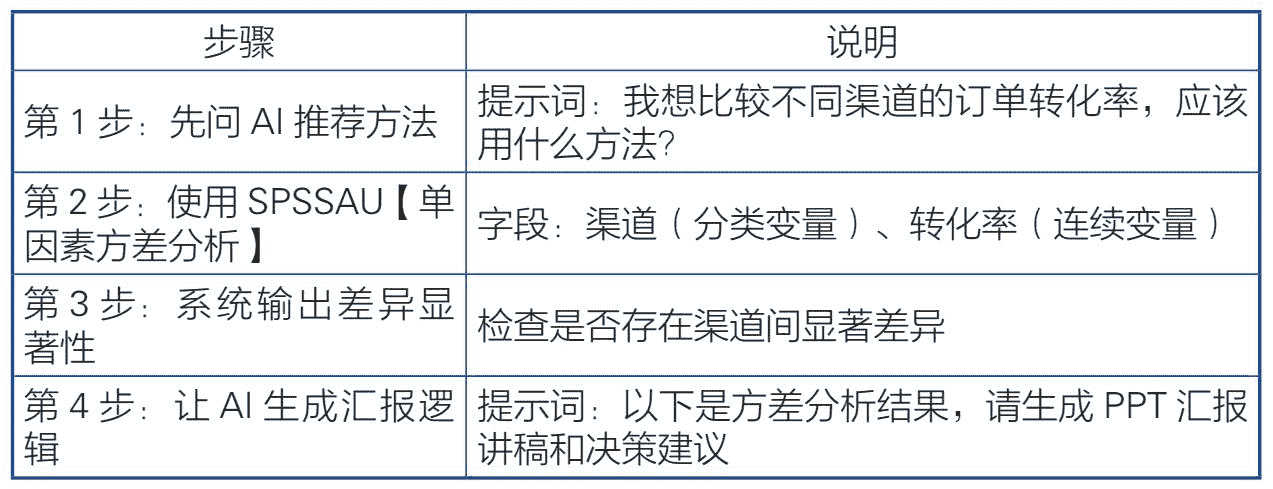 步骤
说明
第 1 步：先问 AI 推荐方法
提示词：我想比较不同渠道的订单转化率，应该
用什么方法？
第 2 步：使用 SPSSAU【单
因素方差分析】
字段：渠道（分类变量）、转化率（连续变量）
第 3 步：系统输出差异显
著性
检查是否存在渠道间显著差异
第 4 步：让 AI 生成汇报逻
辑
提示词：以下是方差分析结果，请生成 PPT 汇报
讲稿和决策建议